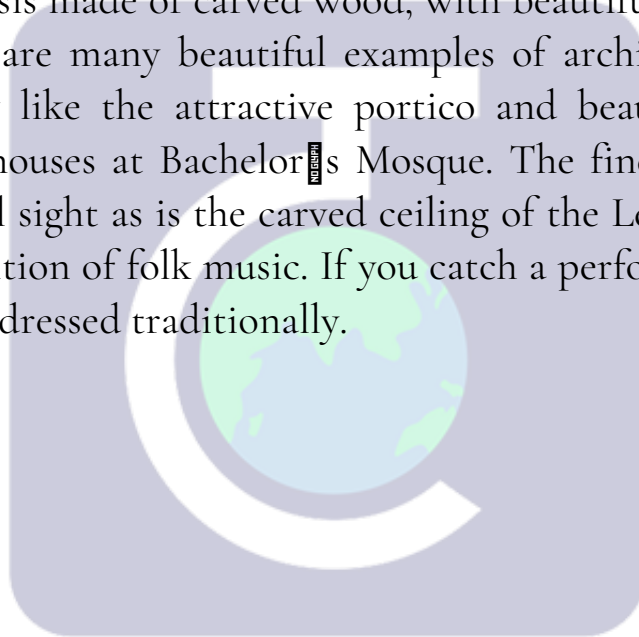 sis made of carved wood, with beautifu
are many beautiful examples of archi
like the attractive portico and beau
houses at Bachelor s Mosque. The fine
l sight as is the carved ceiling of the Le
tion of folk music. If you catch a perfo
dressed traditionally.